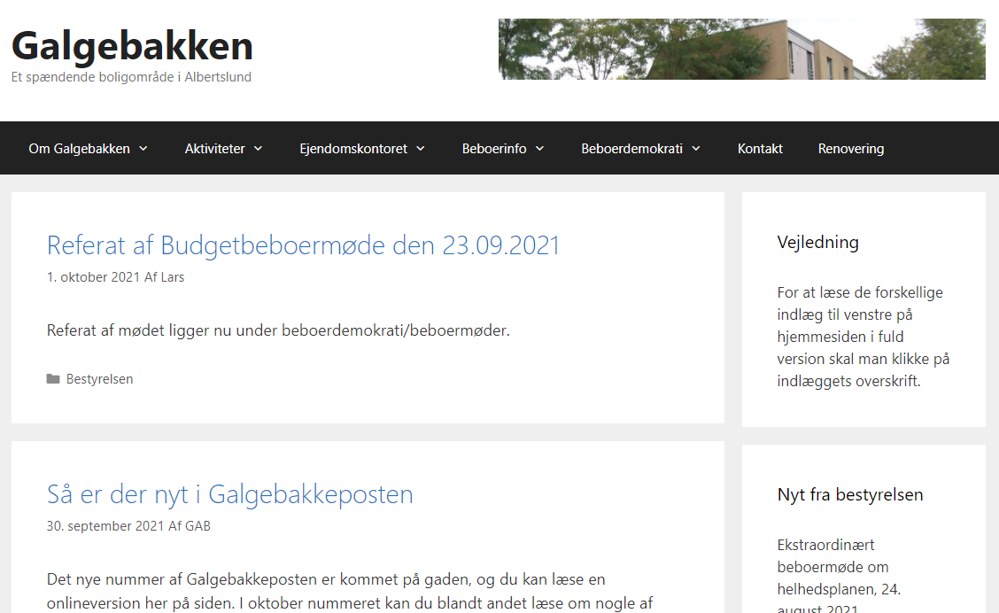 Galgebakken
Et spændende boligområde i Albertslund
Om Galgebakken
Aktiviteter
Ejendomskontoret
Beboerinfo
Beboerdemokrati
Kontakt
Renovering
Referat af Budgetbeboermøde den 23.09.2021
1. oktober 2021 Af Lars
Referat af mødet ligger nu under beboerdemokrati/beboermøder.
Bestyrelsen
Så er der nyt i Galgebakkeposten
30. september 2021 Af GAB
Det nye nummer af Galgebakkeposten er kommet på gaden, og du kan læse en
onlineversion her på siden. I oktober nummeret kan du blandt andet læse om nogle af
Vejledning
For at læse de forskellige
indlæg til venstre på
hjemmesiden i fuld
version skal man klikke på
indlæggets overskrift.
Nyt fra bestyrelsen
Ekstraordinært
beboermøde om
helhedsplanen, 24.
august 2021